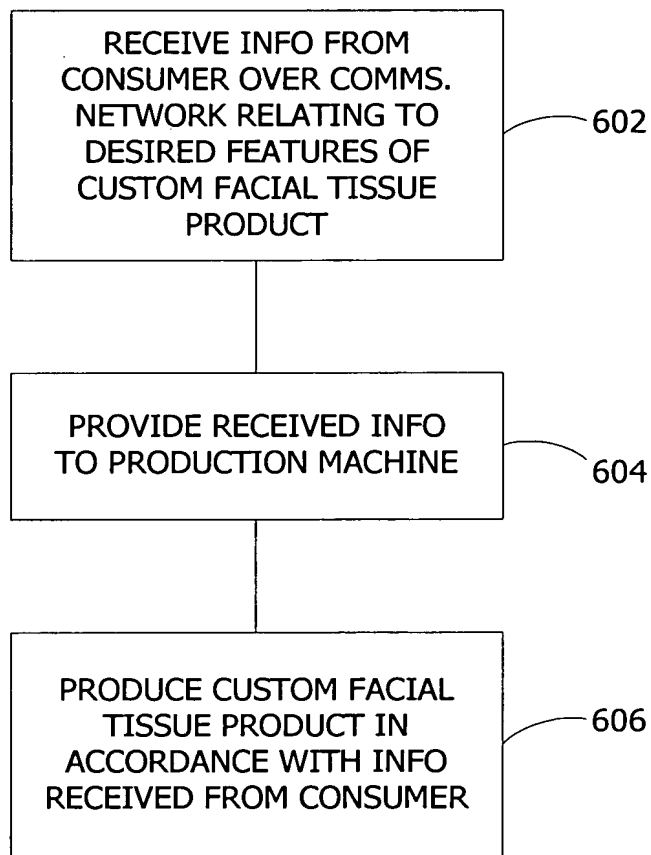 RECEIVE INFO FROM
CONSUMER OVER COMMS.
NETWORK RELATING TO
DESIRED FEATURES OF
CUSTOM FACIAL TISSUE
PRODUCT
602
PROVIDE RECEIVED INFO
TO PRODUCTION MACHINE
604
PRODUCE CUSTOM FACIAL
TISSUE PRODUCT IN
ACCORDANCE WITH INFO
RECEIVED FROM CONSUMER
606